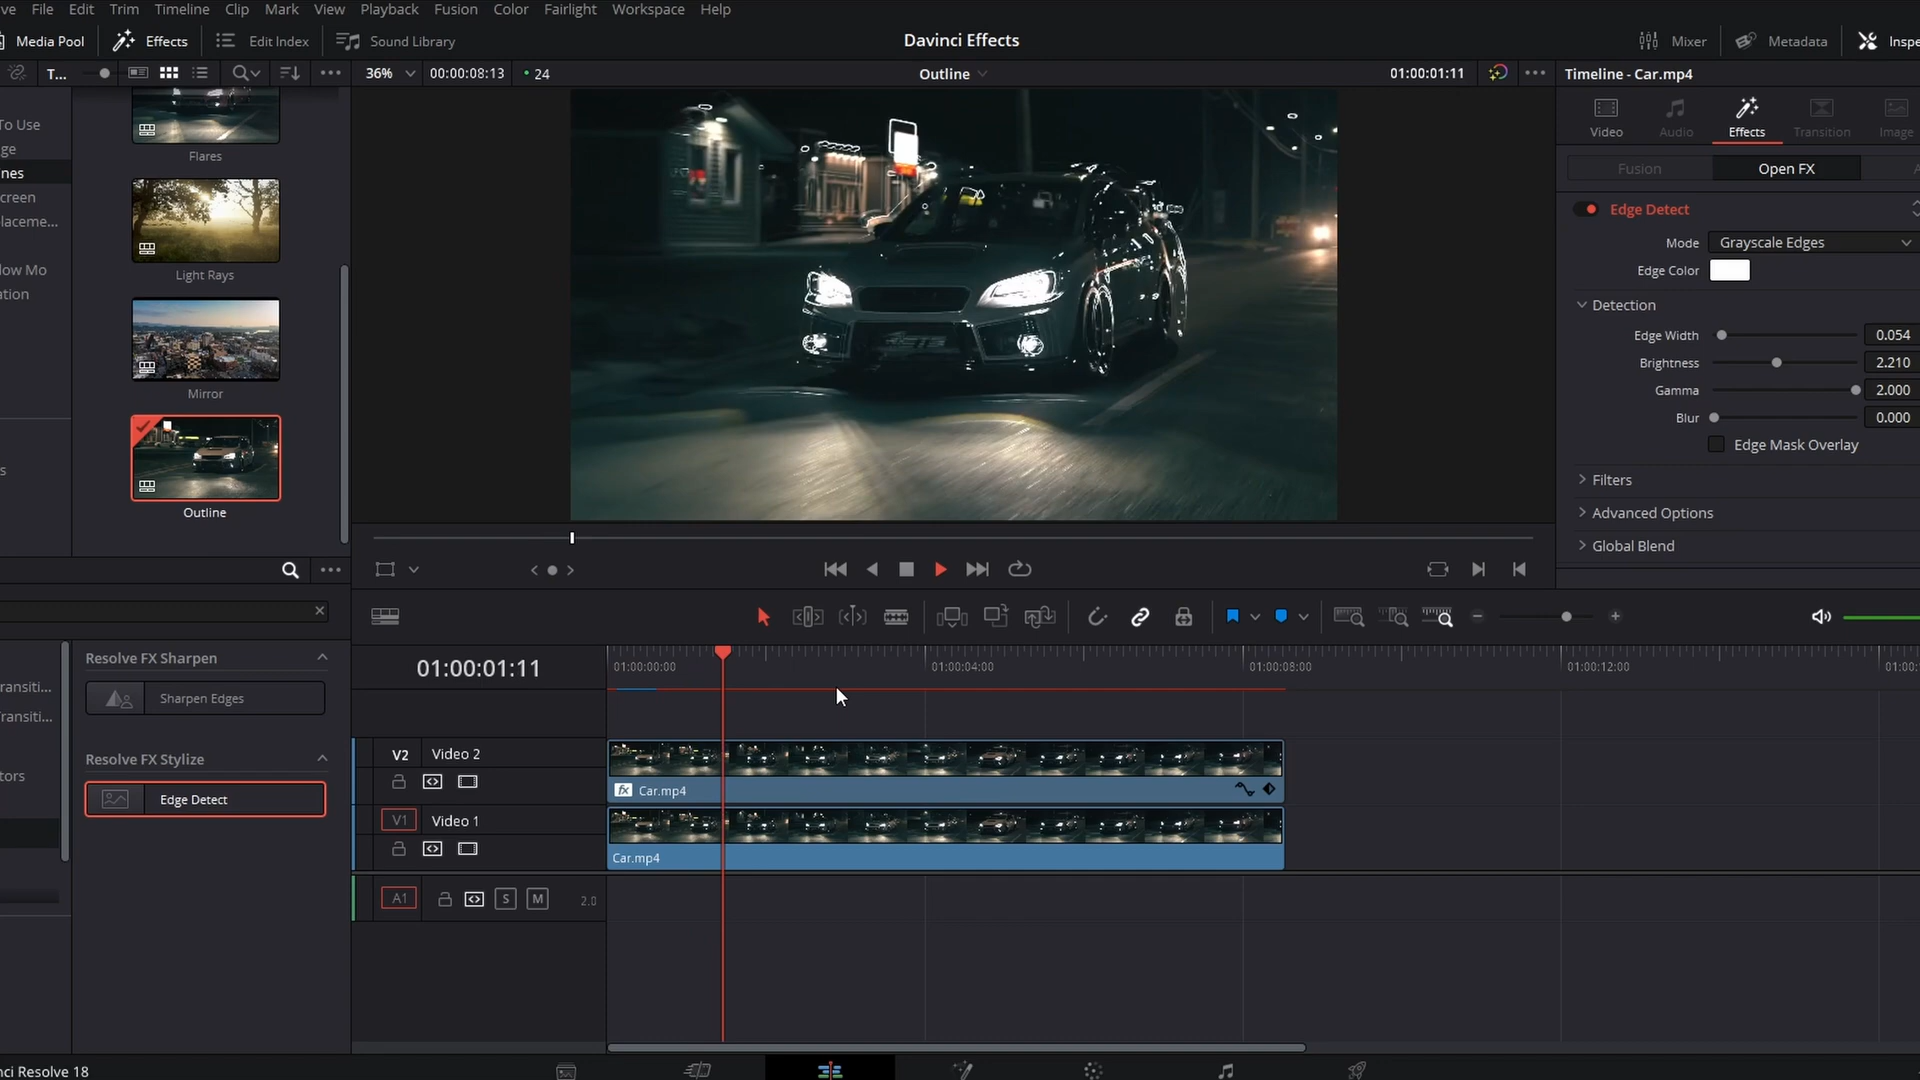 ve File Edit Trim Timeline Clip Mark View Playback Fusion Color Fairlight Workspace Help
Media Pool Effects Edit Index Sound Library Davinci Effects Mixer Metadata Inspe
T... 36% 00:00:08:13 24 Outline 01:00:01:11 Timeline - Car.mp4
Video Audio Effects Transition Image
Fusion Open FX
To Use
ge
nes
creen
laceme...
low Mo
ation
s
Flares
Light Rays
Mirror
Outline
Edge Detect
Mode Grayscale Edges
Edge Color
Detection
Edge Width 0.054
Brightness 2.210
Gamma 2.000
Blur 0.000
Edge Mask Overlay
Filters
Advanced Options
Global Blend
ransiti...
ransiti...
tors
Resolve FX Sharpen
Sharpen Edges
Resolve FX Stylize
Edge Detect
01:00:01:11 01:00:00:00 01:00:04:00 01:00:08:00 01:00:12:00 01:00:
V2 Video 2
fx Car.mp4
V1 Video 1
Car.mp4
A1 S M 2.0
nci Resolve 18